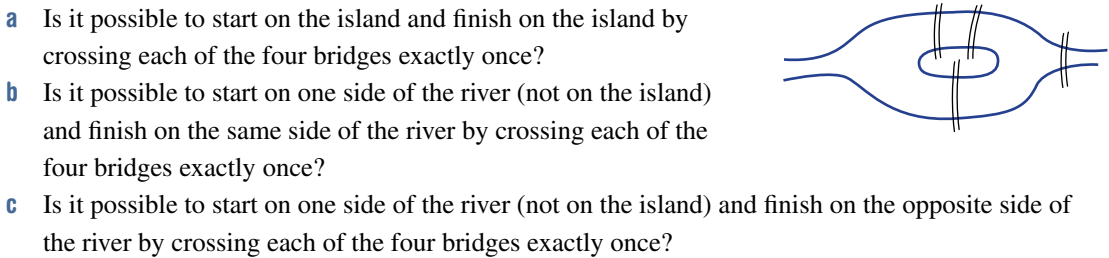 a Is it possible to start on the island and finish on the island by
crossing each of the four bridges exactly once?
b Is it possible to start on one side of the river (not on the island)
and finish on the same side of the river by crossing each of the
four bridges exactly once?
c Is it possible to start on one side of the river (not on the island) and finish on the opposite side of
the river by crossing each of the four bridges exactly once?